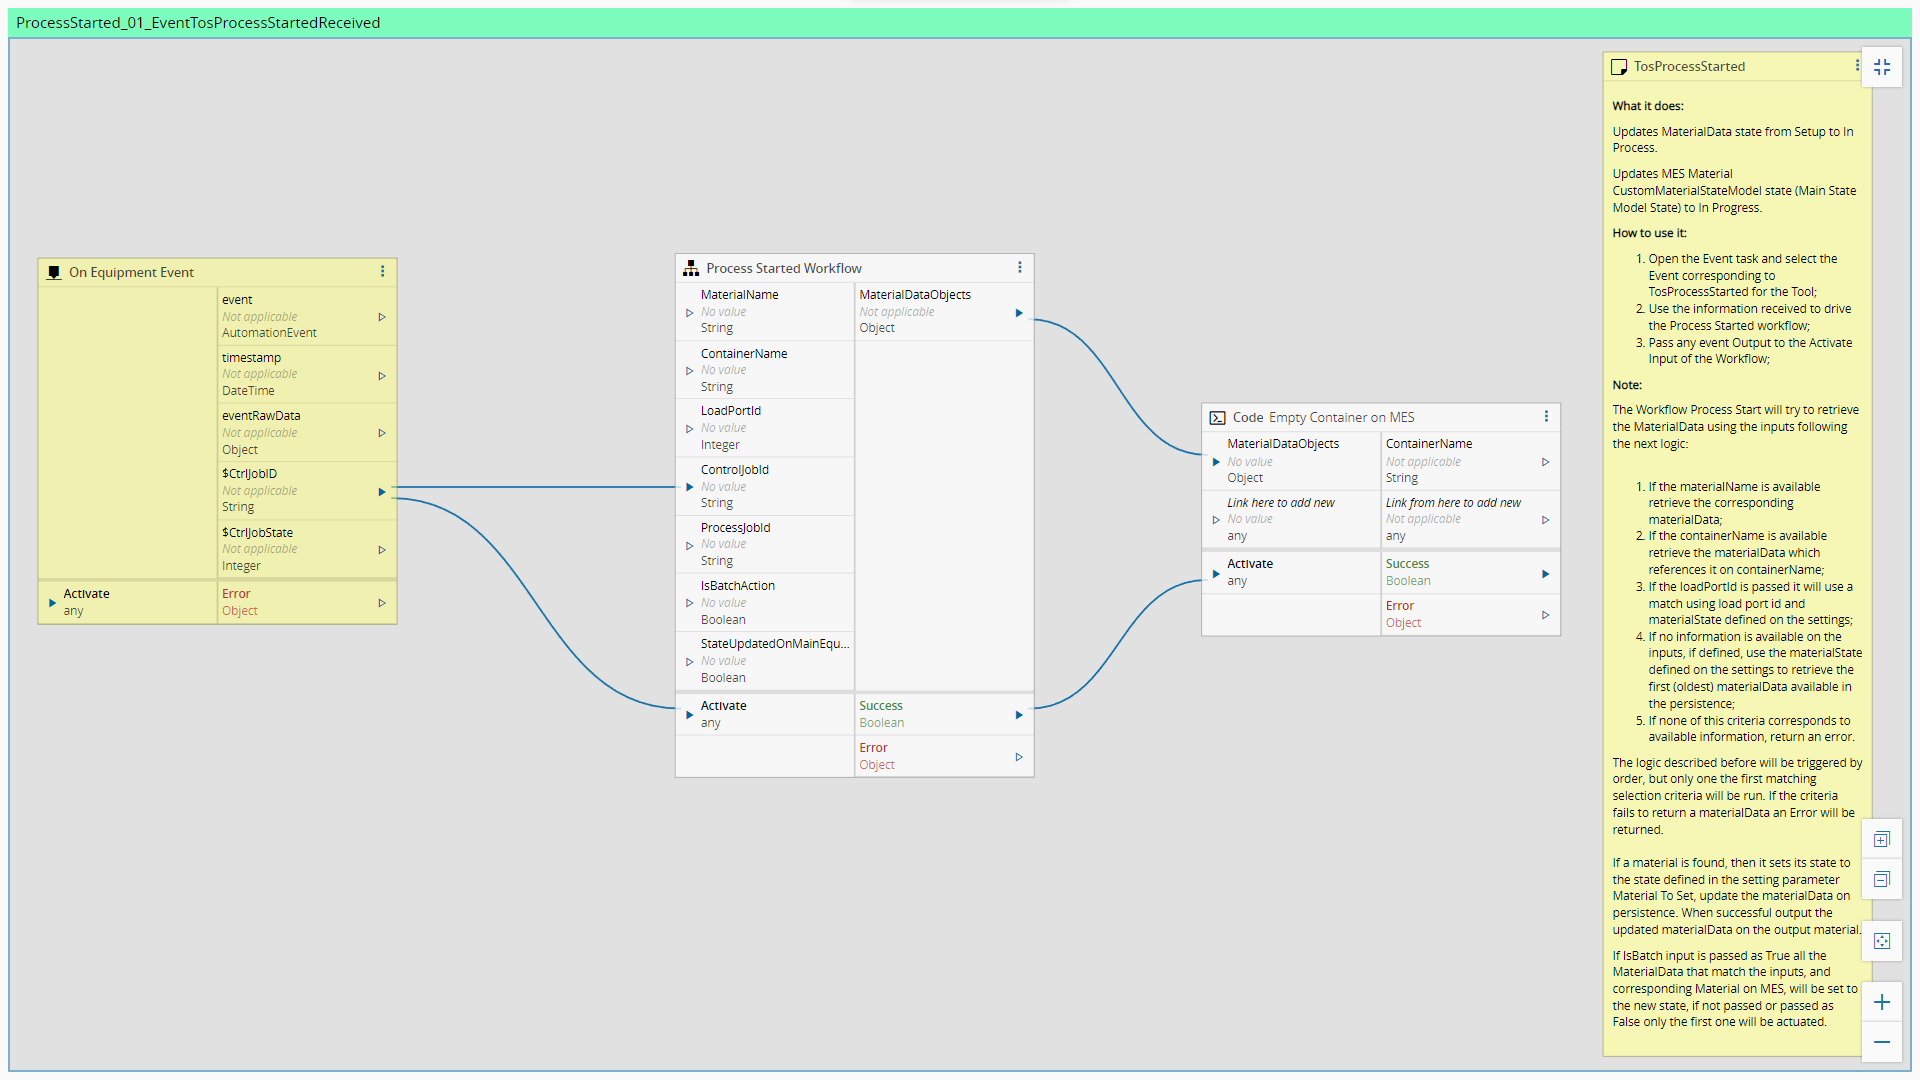 ProcessStarted_01_EventTosProcessStartedReceived
On Equipment Event
event
Not applicable
AutomationEvent
timestamp
Not applicable
DateTime
eventRawData
Not applicable
Object
$CtrlJobID
Not applicable
String
$CtrlJobState
Not applicable
Integer
Activate
any
Error
Object
Process Started Workflow
MaterialName
No value
String
ContainerName
No value
String
LoadPortId
No value
Integer
ControlJobId
No value
String
ProcessJobId
No value
String
IsBatchAction
No value
Boolean
StateUpdatedOnMainEqu...
No value
Boolean
MaterialDataObjects
Not applicable
Object
Activate
any
Success
Boolean
Error
Object
Code Empty Container on MES
MaterialDataObjects
No value
Object
Link here to add new
No value
any
ContainerName
Not applicable
String
Link from here to add new
Not applicable
any
Activate
any
Success
Boolean
Error
Object
TosProcessStarted
What it does:
Updates MaterialData state from Setup to In
Process.
Updates MES Material
CustomMaterialStateModel state (Main State
Model State) to In Progress.
How to use it:
1. Open the Event task and select the
Event corresponding to
TosProcessStarted for the Tool;
2. Use the information received to drive
the Process Started workflow;
3. Pass any event Output to the Activate
Input of the Workflow;
Note:
The Workflow Process Start will try to retrieve
the MaterialData using the inputs following
the next logic:
1. If the materialName is available
retrieve the corresponding
materialData;
2. If the containerName is available
retrieve the materialData which
references it on containerName;
3. If the loadPortId is passed it will use a
match using load port id and
materialState defined on the settings;
4. If no information is available on the
inputs, if defined, use the materialState
defined on the settings to retrieve the
first (oldest) materialData available in
the persistence;
5. If none of this criteria corresponds to
available information, return an error.
The logic described before will be triggered by
order, but only one the first matching
selection criteria will be run. If the criteria
fails to return a materialData an Error will be
returned.
If a material is found, then it sets its state to
the state defined in the setting parameter
Material To Set, update the materialData on
persistence. When successful output the
updated materialData on the output material.
If IsBatch input is passed as True all the
MaterialData that match the inputs, and
corresponding Material on MES, will be set to
the new state, if not passed or passed as
False only the first one will be actuated.